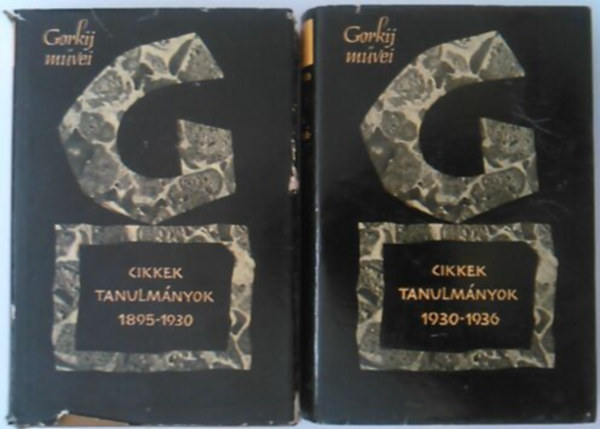 Gorkij
művei
G
CIKKEK
TANULMÁNYOK
1895-1930
Gorkij
művei
G
CIKKEK
TANULMÁNYOK
1930-1936